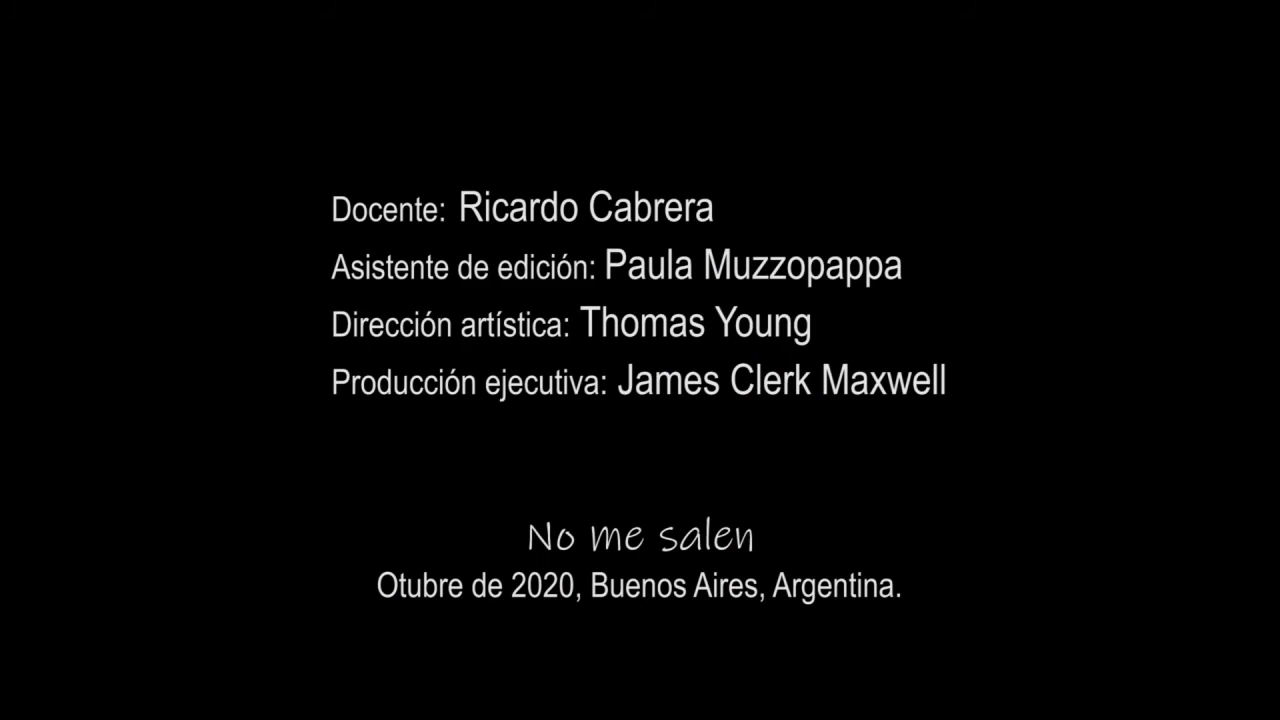 Docente: Ricardo Cabrera
Asistente de edición: Paula Muzzopappa
Dirección artística: Thomas Young
Producción ejecutiva: James Clerk Maxwell
No me salen
Otubre de 2020, Buenos Aires, Argentina.